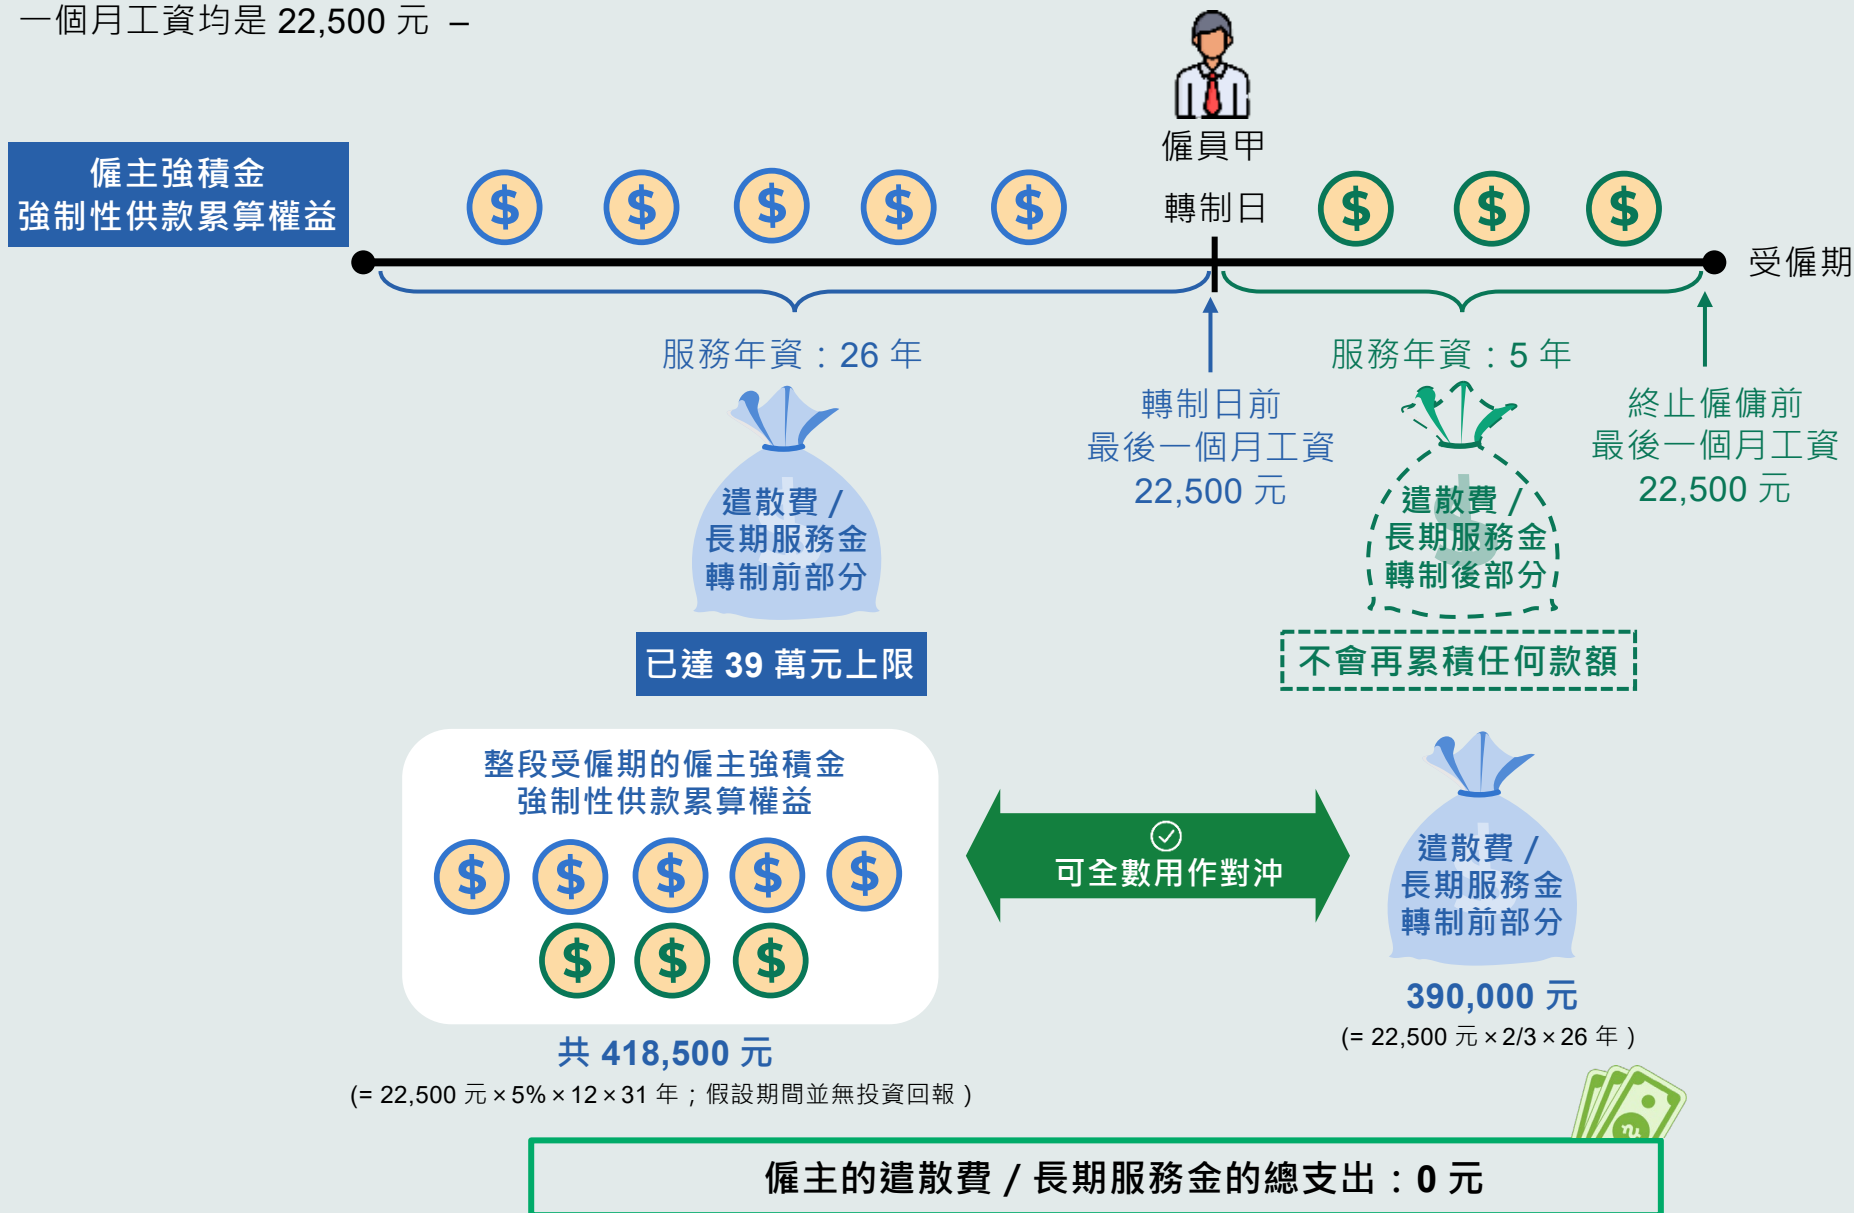 一個月工資均是 22,500 元 –
僱員甲
僱主強積金
強制性供款累算權益
$ $ $ $ $
轉制日
$ $ $
受僱期
服務年資：26 年
轉制日前
最後一個月工資
22,500 元
服務年資：5 年
終止僱傭前
最後一個月工資
22,500 元
遣散費 /
長期服務金
轉制前部分
$
遣散費 /
長期服務金
轉制後部分
已達 39 萬元上限
不會再累積任何款額
整段受僱期的僱主強積金
強制性供款累算權益
$ $ $ $ $
$ $ $
共 418,500 元
(= 22,500 元 × 5% × 12 × 31 年；假設期間並無投資回報 )
可全數用作對沖
遣散費 /
長期服務金
轉制前部分
390,000 元
(= 22,500 元 × 2/3 × 26 年 )
僱主的遣散費 / 長期服務金的總支出：0 元